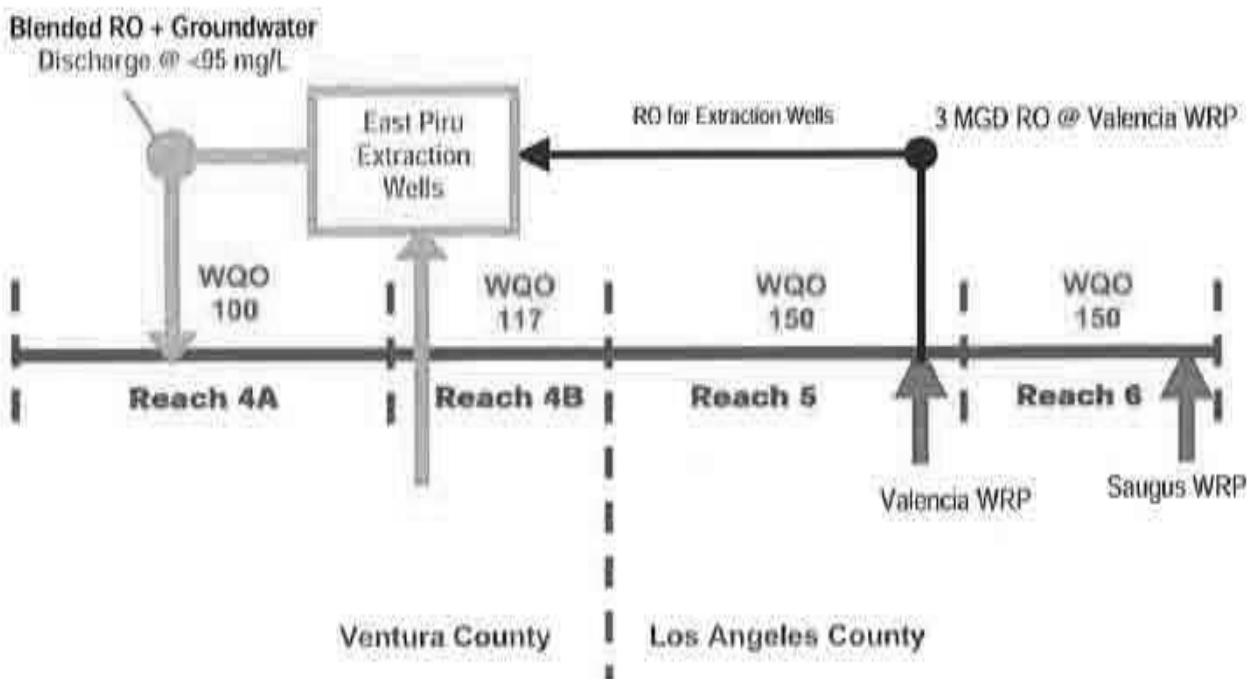 Blended RO + Groundwater
Discharge @ <95 mg/L
East Piru
Extraction
Wells
RO for Extraction Wells
3 MGD RO @ Valencia WRP
WQO
100
WQO
117
WQO
150
WQO
150
Reach 4A
Reach 4B
Reach 5
Reach 6
Valencia WRP
Saugus WRP
Ventura County
Los Angeles County